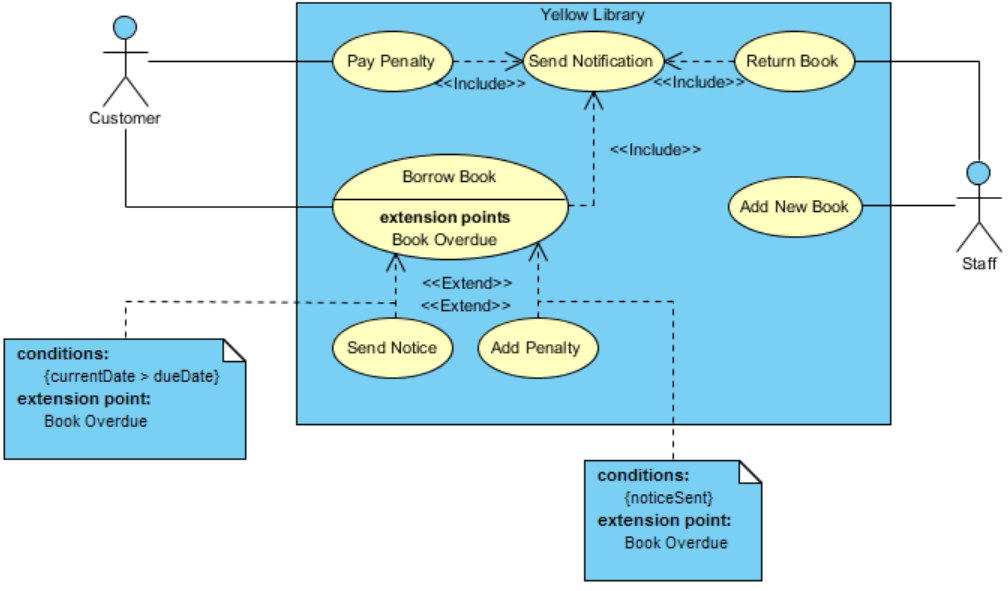 Yellow Library
Pay Penalty
Send Notification
Return Book
<<Include>>
<<Include>>
Customer
<<Include>>
Borrow Book
extension points
Book Overdue
Add New Book
Staff
<<Extend>>
<<Extend>>
Send Notice
Add Penalty
conditions:
{currentDate > dueDate}
extension point:
Book Overdue
conditions:
{noticeSent}
extension point:
Book Overdue